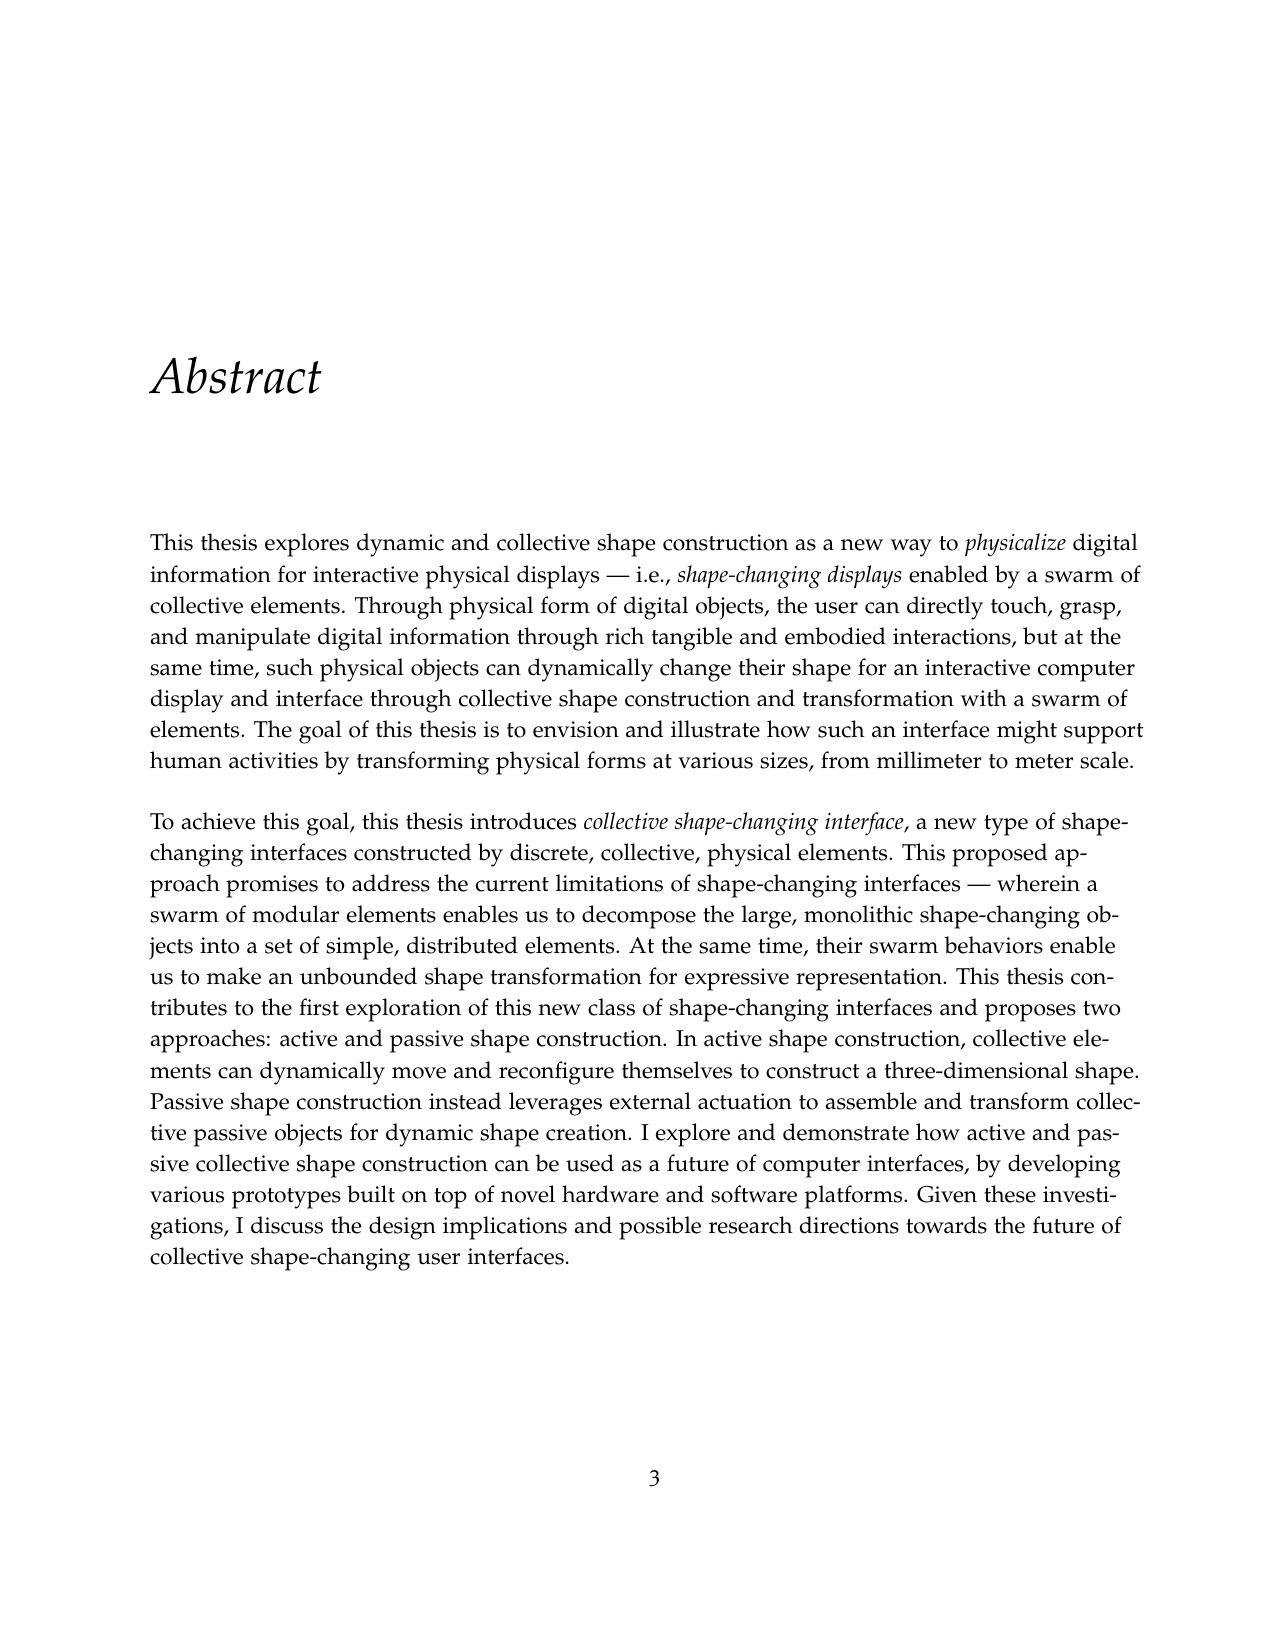 Abstract
This thesis explores dynamic and collective shape construction as a new way to physicalize digital
information for interactive physical displays — i.e., shape-changing displays enabled by a swarm of
collective elements. Through physical form of digital objects, the user can directly touch, grasp,
and manipulate digital information through rich tangible and embodied interactions, but at the
same time, such physical objects can dynamically change their shape for an interactive computer
display and interface through collective shape construction and transformation with a swarm of
elements. The goal of this thesis is to envision and illustrate how such an interface might support
human activities by transforming physical forms at various sizes, from millimeter to meter scale.
To achieve this goal, this thesis introduces collective shape-changing interface, a new type of shape-
changing interfaces constructed by discrete, collective, physical elements. This proposed ap-
proach promises to address the current limitations of shape-changing interfaces — wherein a
swarm of modular elements enables us to decompose the large, monolithic shape-changing ob-
jects into a set of simple, distributed elements. At the same time, their swarm behaviors enable
us to make an unbounded shape transformation for expressive representation. This thesis con-
tributes to the first exploration of this new class of shape-changing interfaces and proposes two
approaches: active and passive shape construction. In active shape construction, collective ele-
ments can dynamically move and reconfigure themselves to construct a three-dimensional shape.
Passive shape construction instead leverages external actuation to assemble and transform collec-
tive passive objects for dynamic shape creation. I explore and demonstrate how active and pas-
sive collective shape construction can be used as a future of computer interfaces, by developing
various prototypes built on top of novel hardware and software platforms. Given these investi-
gations, I discuss the design implications and possible research directions towards the future of
collective shape-changing user interfaces.
3